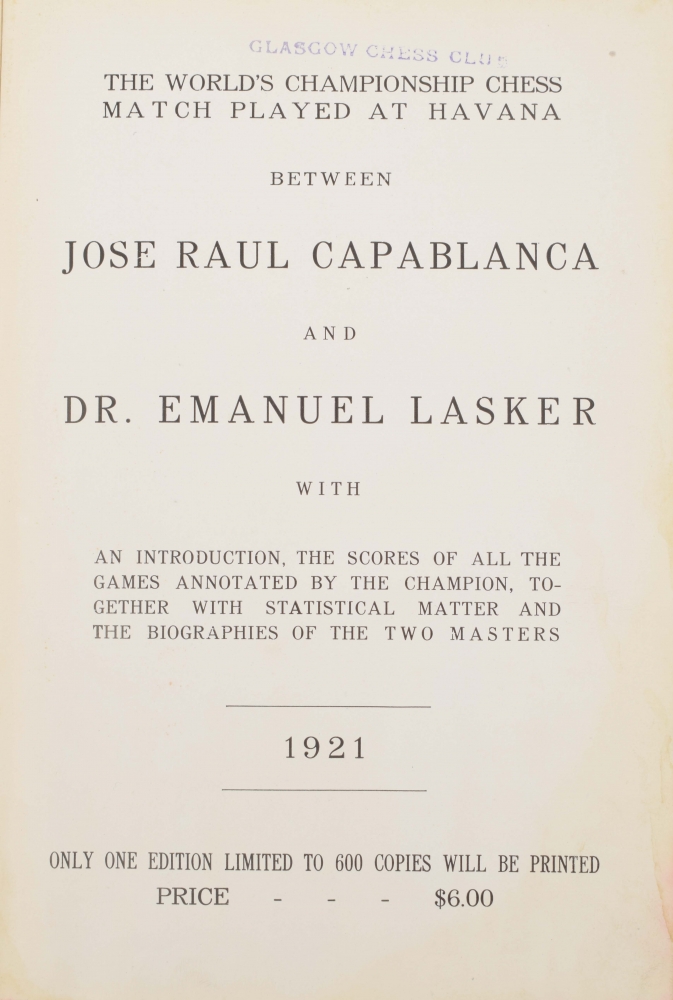 GLASGOW CHESS CLUB
THE WORLD'S CHAMPIONSHIP CHESS
MATCH PLAYED AT HAVANA
BETWEEN
JOSE RAUL CAPABLANCA
AND
DR. EMANUEL LASKER
WITH
AN INTRODUCTION, THE SCORES OF ALL THE
GAMES ANNOTATED BY THE CHAMPION, TO-
GETHER WITH STATISTICAL MATTER AND
THE BIOGRAPHIES OF THE TWO MASTERS
1921
ONLY ONE EDITION LIMITED TO 600 COPIES WILL BE PRINTED
PRICE - - - $6.00